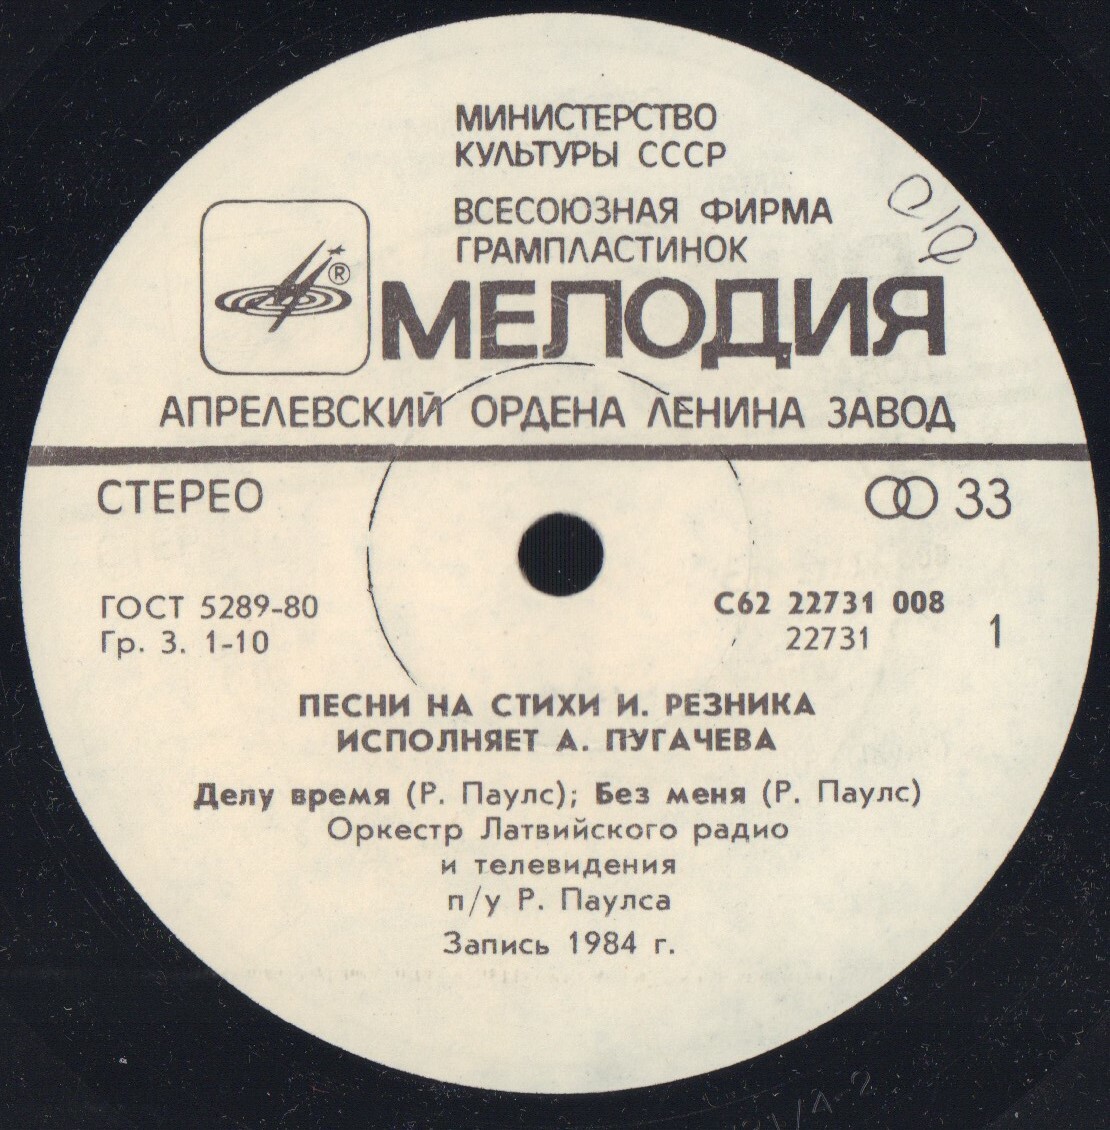 МИНИСТЕРСТВО
КУЛЬТУРЫ СССР
ВСЕСОЮЗНАЯ ФИРМА
ГРАМПЛАСТИНОК
®
МЕЛОДИЯ
АПРЕЛЕВСКИЙ ОРДЕНА ЛЕНИНА ЗАВОД
СТЕРЕО 33
ГОСТ 5289-80 С62 22731 008
Гр. 3. 1-10 22731 1
ПЕСНИ НА СТИХИ И. РЕЗНИКА
ИСПОЛНЯЕТ А. ПУГАЧЕВА
Делу время (Р. Паулс); Без меня (Р. Паулс)
Оркестр Латвийского радио
и телевидения
п/у Р. Паулса
Запись 1984 г.